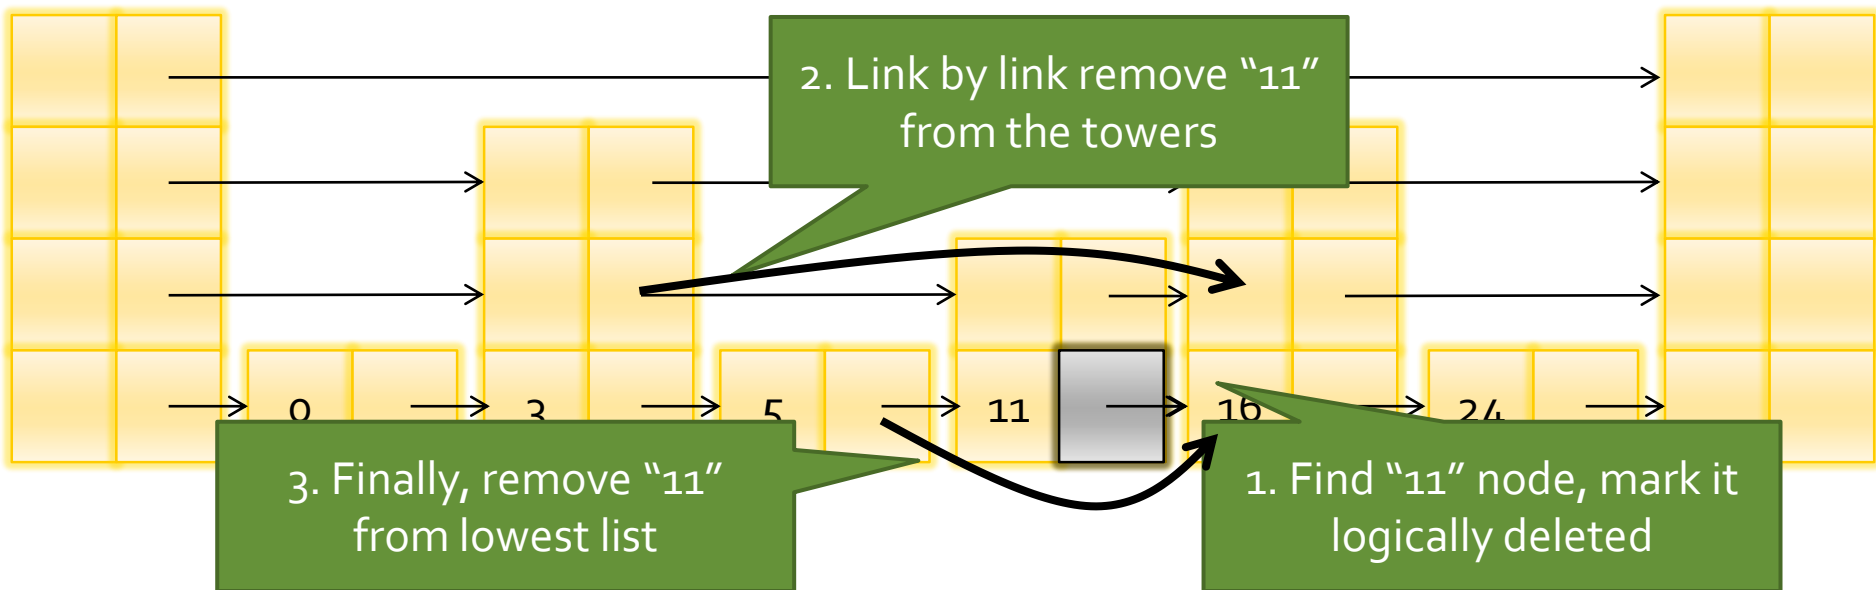 2. Link by link remove “11”
from the towers
0 3 5 11 16 24
3. Finally, remove “11”
from lowest list
1. Find “11” node, mark it
logically deleted